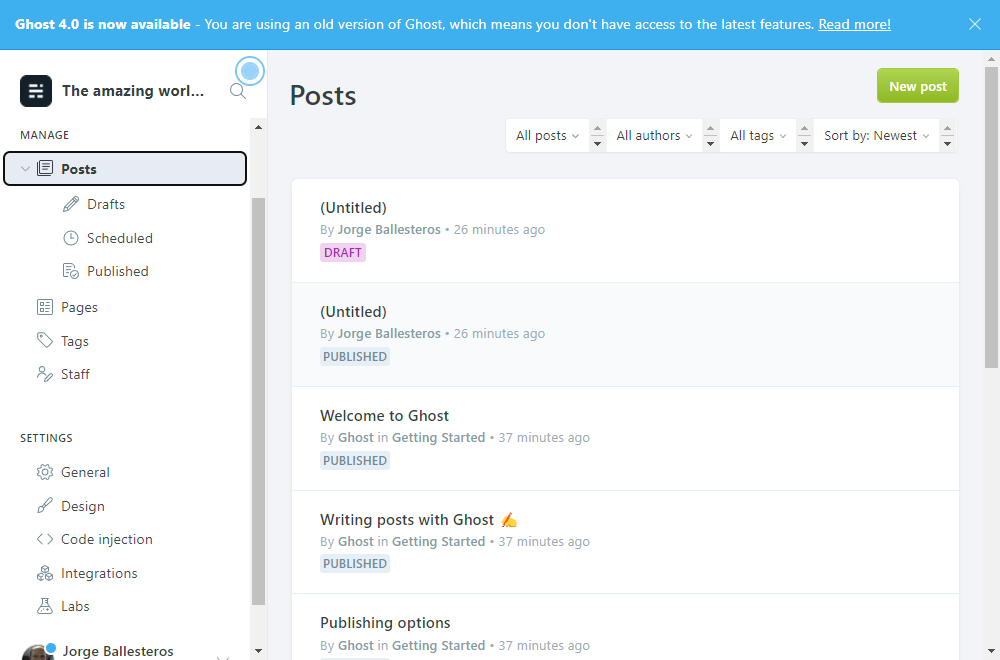 Ghost 4.0 is now available - You are using an old version of Ghost, which means you don't have access to the latest features. Read more!
The amazing worl...
MANAGE
Posts
Drafts
Scheduled
Published
Pages
Tags
Staff
SETTINGS
General
Design
Code injection
Integrations
Labs
Jorge Ballesteros
Posts
New post
All posts
All authors
All tags
Sort by: Newest
(Untitled)
By Jorge Ballesteros • 26 minutes ago
DRAFT
(Untitled)
By Jorge Ballesteros • 26 minutes ago
PUBLISHED
Welcome to Ghost
By Ghost in Getting Started • 37 minutes ago
PUBLISHED
Writing posts with Ghost ✍️
By Ghost in Getting Started • 37 minutes ago
PUBLISHED
Publishing options
By Ghost in Getting Started • 37 minutes ago